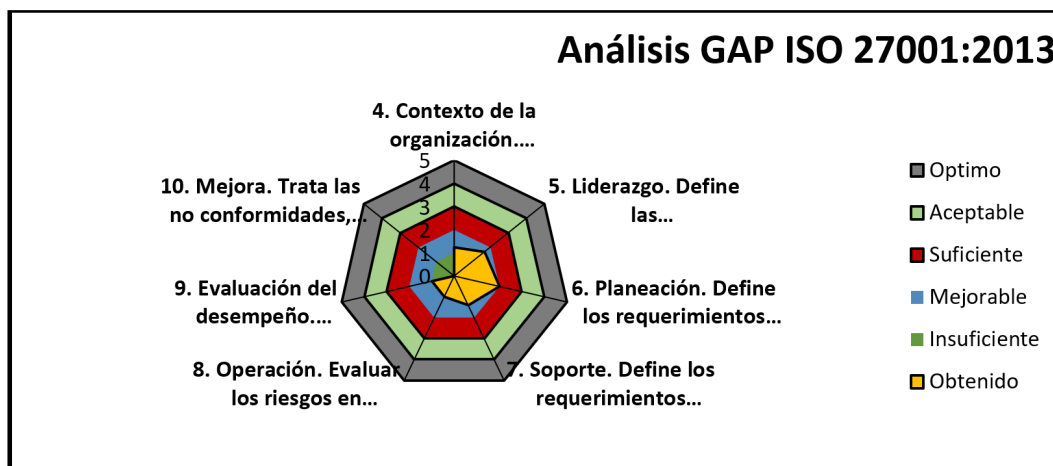 Análisis GAP ISO 27001:2013
4. Contexto de la
organización....
5
4
3
2
1
0
5. Liderazgo. Define
las...
6. Planeación. Define
los requerimientos...
7. Soporte. Define los
requerimientos...
8. Operación. Evaluar
los riesgos en...
9. Evaluación del
desempeño....
10. Mejora. Trata las
no conformidades,...
Optimo
Aceptable
Suficiente
Mejorable
Insuficiente
Obtenido